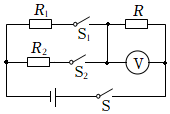 R₁ S₁ R
R₂ S₂ V
S